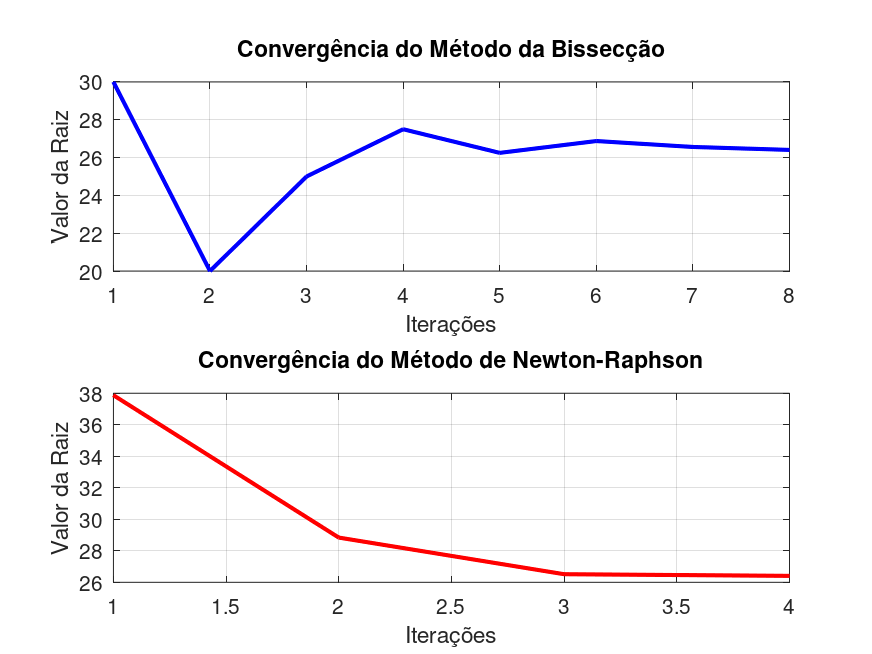 Convergência do Método da Bissecção
30
28
26
24
22
20
Valor da Raiz
1 2 3 4 5 6 7 8
Iterações
Convergência do Método de Newton-Raphson
38
36
34
32
30
28
26
Valor da Raiz
1 1.5 2 2.5 3 3.5 4
Iterações